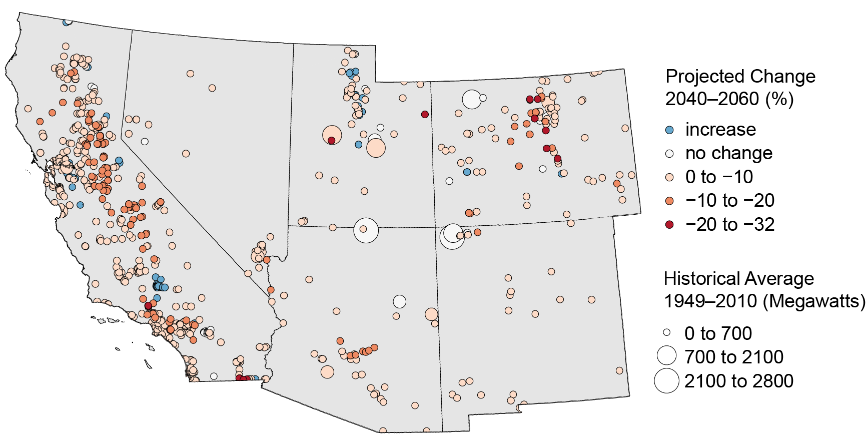 Projected Change
2040–2060 (%)
increase
no change
0 to −10
−10 to −20
−20 to −32
Historical Average
1949–2010 (Megawatts)
0 to 700
700 to 2100
2100 to 2800